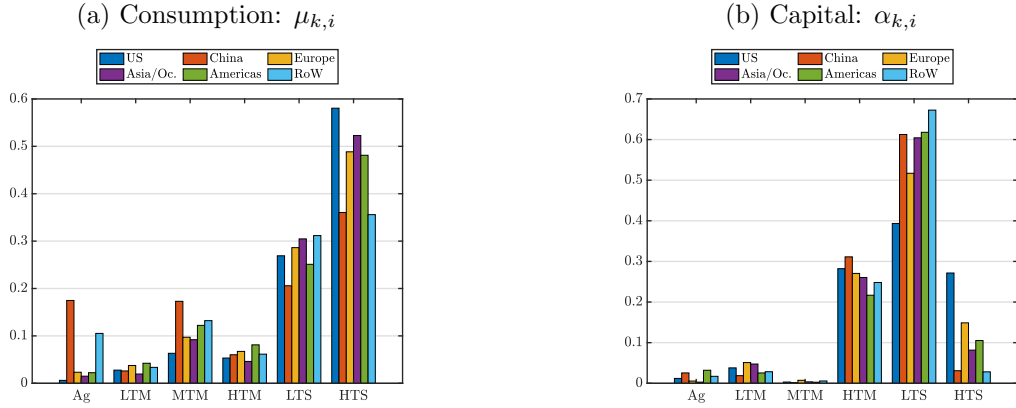 (a) Consumption: μk,i
US China Europe
Asia/Oc. Americas RoW
0.6
0.5
0.4
0.3
0.2
0.1
0
Ag LTM MTM HTM LTS HTS
(b) Capital: αk,i
US China Europe
Asia/Oc. Americas RoW
0.7
0.6
0.5
0.4
0.3
0.2
0.1
0
Ag LTM MTM HTM LTS HTS